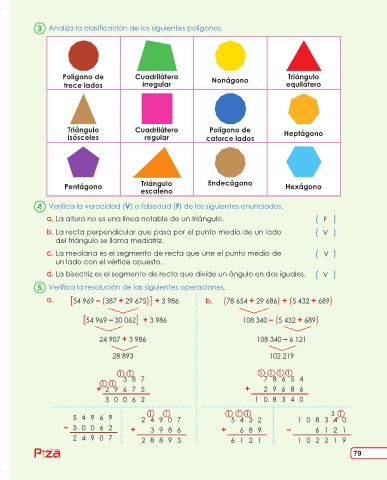 3 Analiza la clasificación de los siguientes polígonos.
Polígono de trece lados
Cuadrilátero irregular
Nonágono
Triángulo equilátero
Triángulo isósceles
Cuadrilátero regular
Polígono de catorce lados
Heptágono
Pentágono
Triángulo escaleno
Endecágono
Hexágono
4 Verifica la verocidad (V) o falsedad (F) de los siguientes enunciados.
a. La altura no es una línea notable de un triángulo. ( F )
b. La recta perpendicular que pasa por el punto medio de un lado ( V )
del triángulo se llama mediatriz.
c. La mediana es el segmento de recta que une el punto medio de ( V )
un lado con el vértice opuesto.
d. La bisectriz es el segmento de recta que divide un ángulo en dos iguales. ( V )
5 Verifica la resolución de las siguientes operaciones.
a. [54 969 – (387 + 29 675)] + 3 986
[54 969 – 30 062] + 3 986
24 907 + 3 986
28 893
1 1
3 8 7
1 1
+ 2 9 6 7 5
3 0 0 6 2
5 4 9 6 9
– 3 0 0 6 2
2 4 9 0 7
1 1
2 4 9 0 7
+ 3 9 8 6
2 8 8 9 3
b. (78 654 + 29 686) + (5 432 + 689)
108 340 – (5 432 + 689)
108 340 – 6 121
102 219
1 1 1 1
7 8 6 5 4
+ 2 9 6 8 6
1 0 8 3 4 0
1 1 1
5 4 3 2
+ 6 8 9
6 1 2 1
3 1
1 0 8 3 4 0
– 6 1 2 1
1 0 2 2 1 9
Piza
79